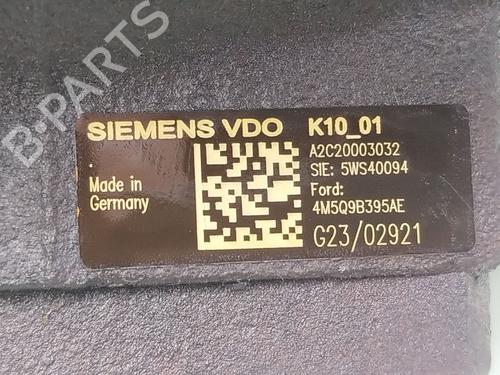 B-PARTS
SIEMENS VDO K10_01
A2C20003032
SIE: 5WS40094
Made in
Germany
Ford:
4M5Q9B395AE
G23/02921